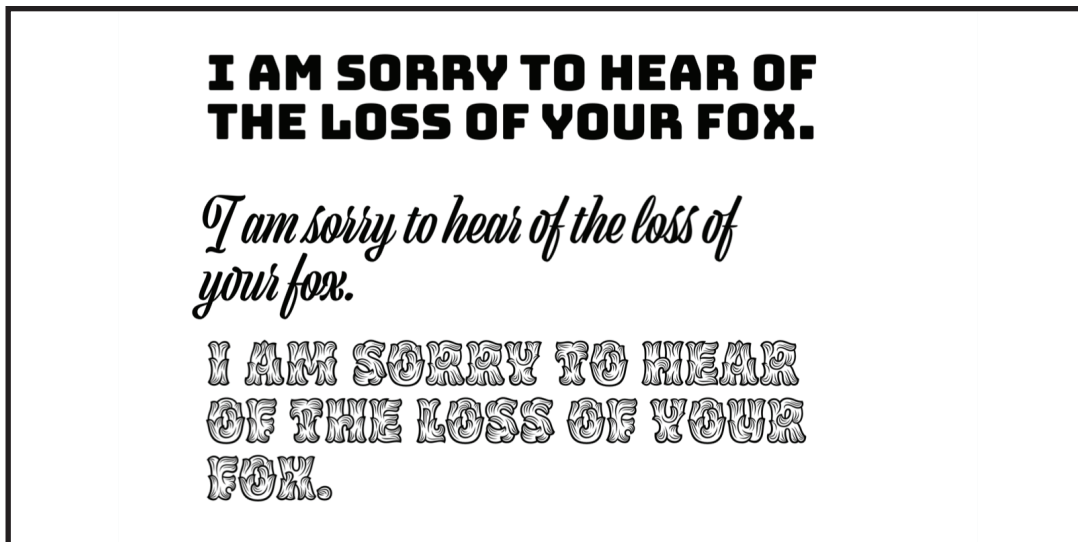 I AM SORRY TO HEAR OF
THE LOSS OF YOUR FOX.
I am sorry to hear of the loss of
your fox.
I AM SORRY TO HEAR
OF THE LOSS OF YOUR
FOX.